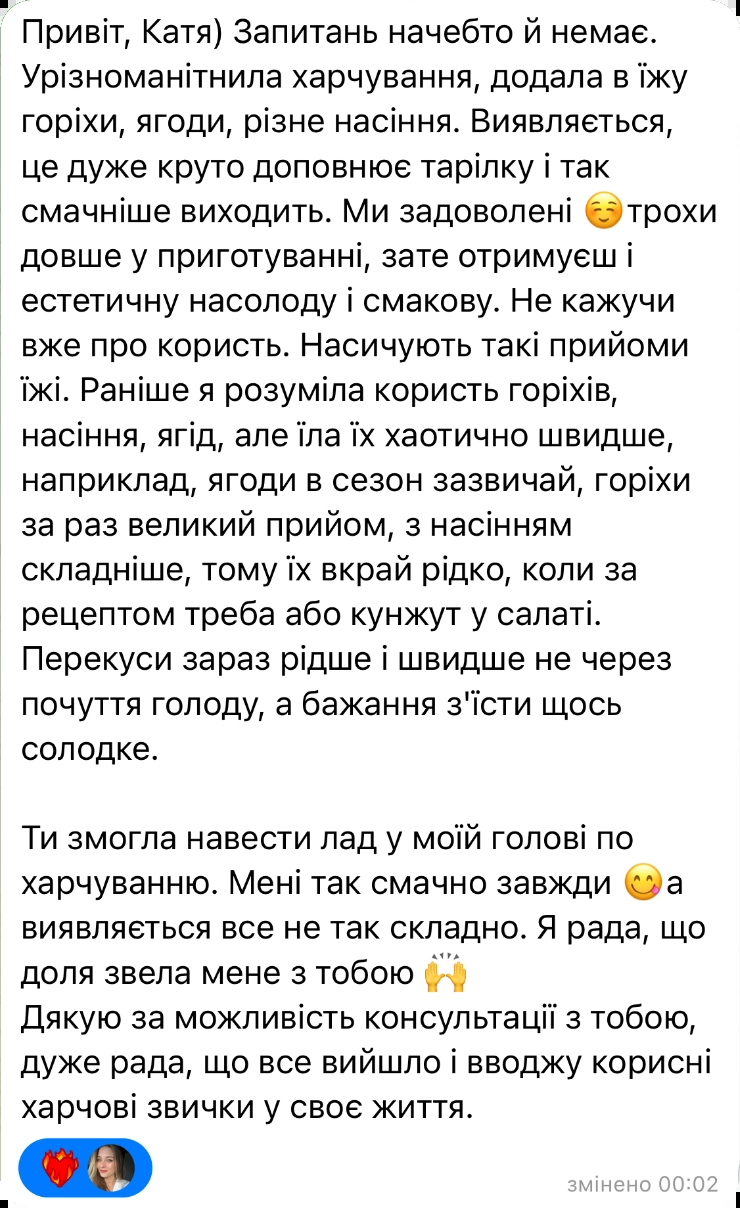 Привіт, Катя) Запитань начебто й немає.
Урізноманітнила харчування, додала в їжу
горіхи, ягоди, різне насіння. Виявляється,
це дуже круто доповнює тарілку і так
смачніше виходить. Ми задоволені ☺️трохи
довше у приготуванні, зате отримуєш і
естетичну насолоду і смакову. Не кажучи
вже про користь. Насичують такі прийоми
їжі. Раніше я розуміла користь горіхів,
насіння, ягід, але їла їх хаотично швидше,
наприклад, ягоди в сезон зазвичай, горіхи
за раз великий прийом, з насінням
складніше, тому їх вкрай рідко, коли за
рецептом треба або кунжут у салаті.
Перекуси зараз рідше і швидше не через
почуття голоду, а бажання з'їсти щось
солодке.

Ти змогла навести лад у моїй голові по
харчуванню. Мені так смачно завжди 😋а
виявляється все не так складно. Я рада, що
доля звела мене з тобою 🙌
Дякую за можливість консультації з тобою,
дуже рада, що все вийшло і вводжу корисні
харчові звички у своє життя.
змінено 00:02